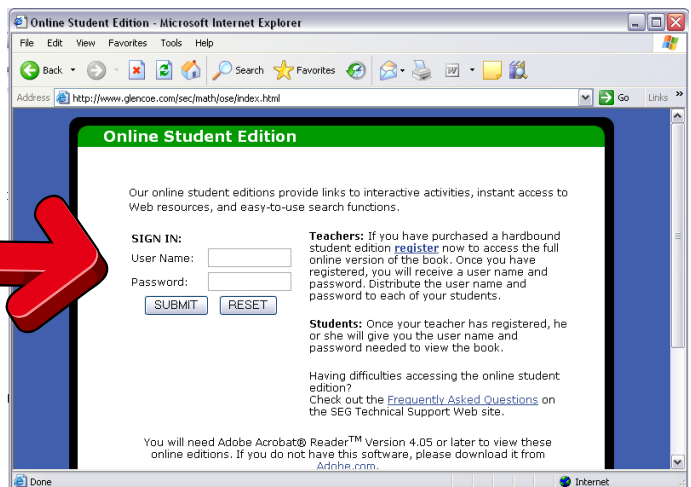 Online Student Edition - Microsoft Internet Explorer
File Edit View Favorites Tools Help
Back Search Favorites
Address http://www.glencoe.com/sec/math/ose/index.html Go Links »
Online Student Edition
Our online student editions provide links to interactive activities, instant access to
Web resources, and easy-to-use search functions.
SIGN IN:
User Name:
Password:
SUBMIT RESET
Teachers: If you have purchased a hardbound
student edition register now to access the full
online version of the book. Once you have
registered, you will receive a user name and
password. Distribute the user name and
password to each of your students.
Students: Once your teacher has registered, he
or she will give you the user name and
password needed to view the book.
Having difficulties accessing the online student
edition?
Check out the Frequently Asked Questions on
the SEG Technical Support Web site.
You will need Adobe Acrobat® Reader™ Version 4.05 or later to view these
online editions. If you do not have this software, please download it from
Adobe.com.
Done Internet